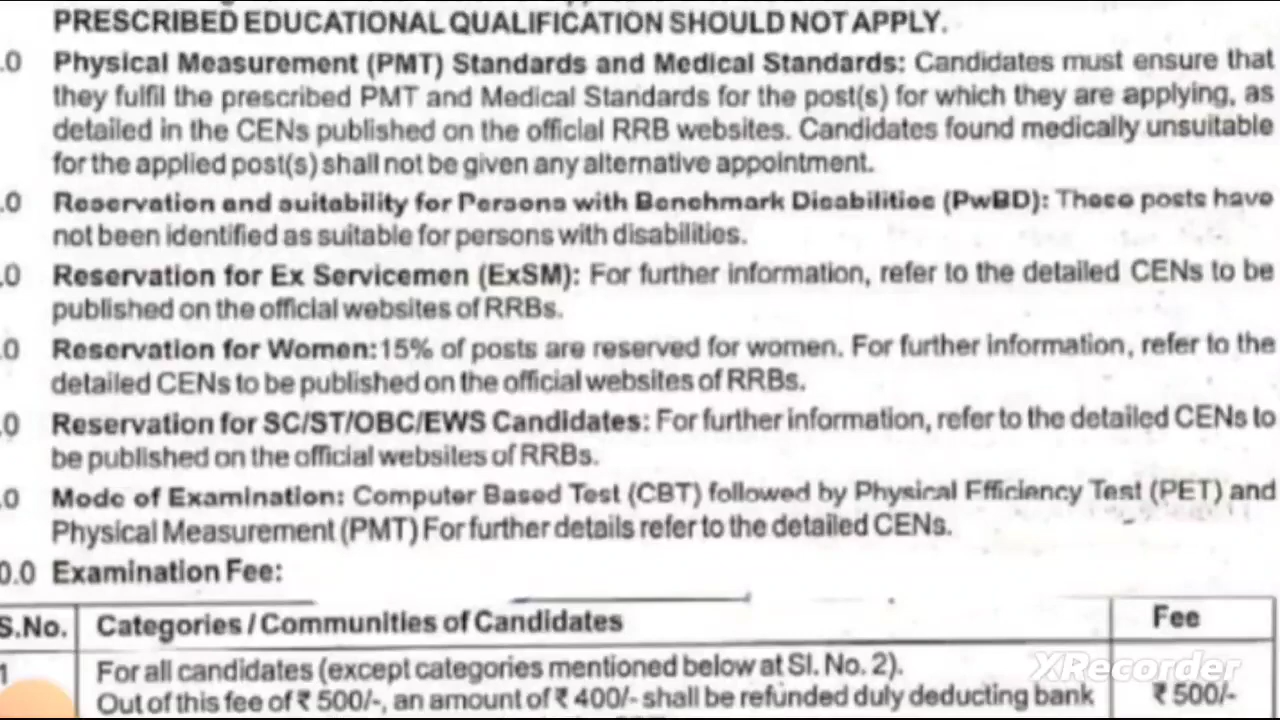 PRESCRIBED EDUCATIONAL QUALIFICATION SHOULD NOT APPLY.
.0 Physical Measurement (PMT) Standards and Medical Standards: Candidates must ensure that
they fulfil the prescribed PMT and Medical Standards for the post(s) for which they are applying, as
detailed in the CENs published on the official RRB websites. Candidates found medically unsuitable
for the applied post(s) shall not be given any alternative appointment.
.0 Reservation and suitability for Persons with Benchmark Disabilities (PwBD): These posts have
not been identified as suitable for persons with disabilities.
.0 Reservation for Ex Servicemen (ExSM): For further information, refer to the detailed CENs to be
published on the official websites of RRBs.
.0 Reservation for Women:15% of posts are reserved for women. For further information, refer to the
detailed CENs to be published on the official websites of RRBs.
.0 Reservation for SC/ST/OBC/EWS Candidates: For further information, refer to the detailed CENs to
be published on the official websites of RRBs.
.0 Mode of Examination: Computer Based Test (CBT) followed by Physical Efficiency Test (PET) and
Physical Measurement (PMT) For further details refer to the detailed CENs.
0.0 Examination Fee:
S.No. Categories / Communities of Candidates Fee
1 For all candidates (except categories mentioned below at Sl. No. 2).
Out of this fee of ₹ 500/-, an amount of ₹ 400/- shall be refunded duly deducting bank ₹ 500/-
XRecorder